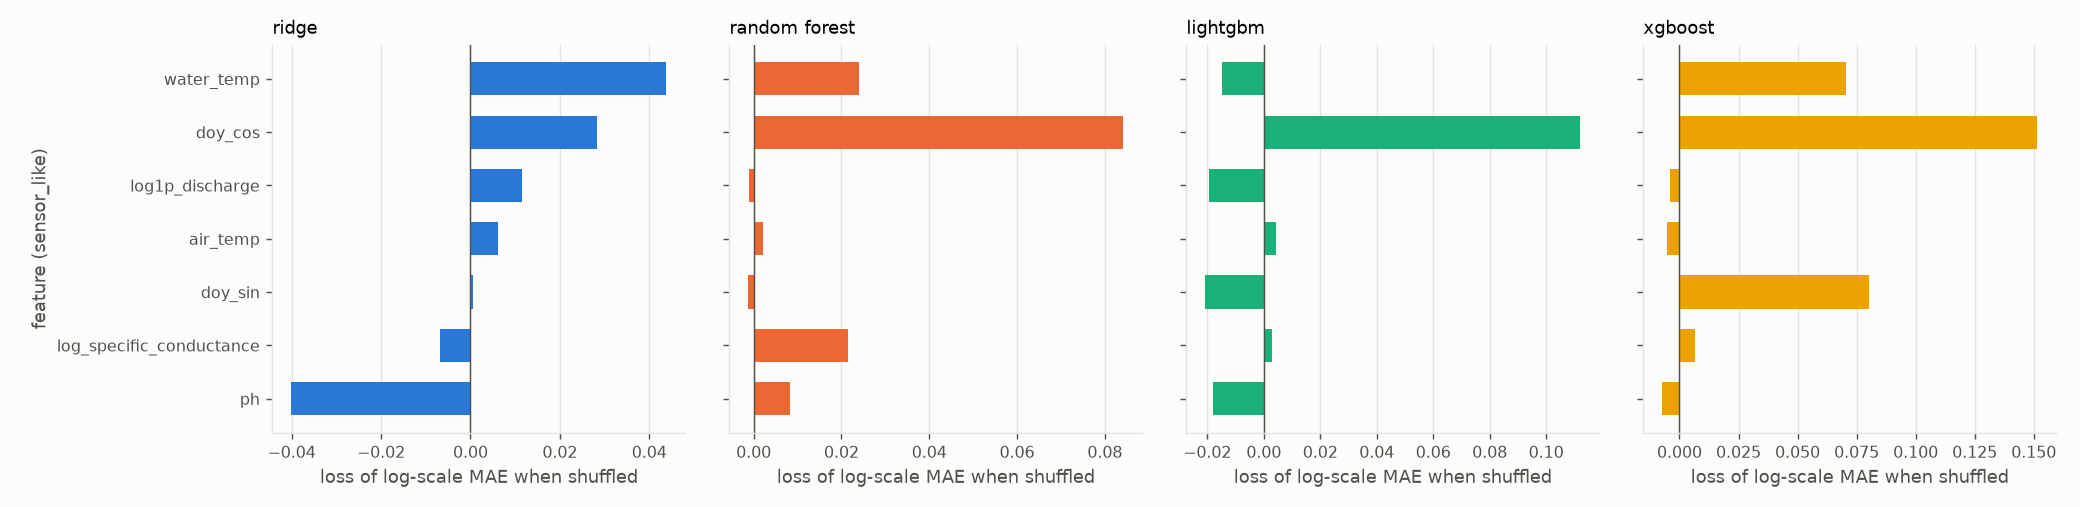 ridge
random forest
lightgbm
xgboost
feature (sensor_like)
water_temp
doy_cos
log1p_discharge
air_temp
doy_sin
log_specific_conductance
ph
−0.04 −0.02 0.00 0.02 0.04
0.00 0.02 0.04 0.06 0.08
−0.02 0.00 0.02 0.04 0.06 0.08 0.10
0.000 0.025 0.050 0.075 0.100 0.125 0.150
loss of log-scale MAE when shuffled
loss of log-scale MAE when shuffled
loss of log-scale MAE when shuffled
loss of log-scale MAE when shuffled